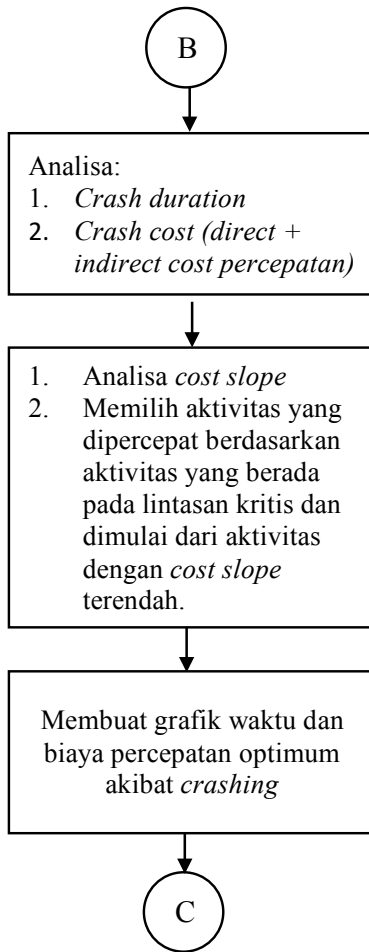 B
Analisa:
1. Crash duration
2. Crash cost (direct +
indirect cost percepatan)
1. Analisa cost slope
2. Memilih aktivitas yang
dipercepat berdasarkan
aktivitas yang berada
pada lintasan kritis dan
dimulai dari aktivitas
dengan cost slope
terendah.
Membuat grafik waktu dan
biaya percepatan optimum
akibat crashing
C